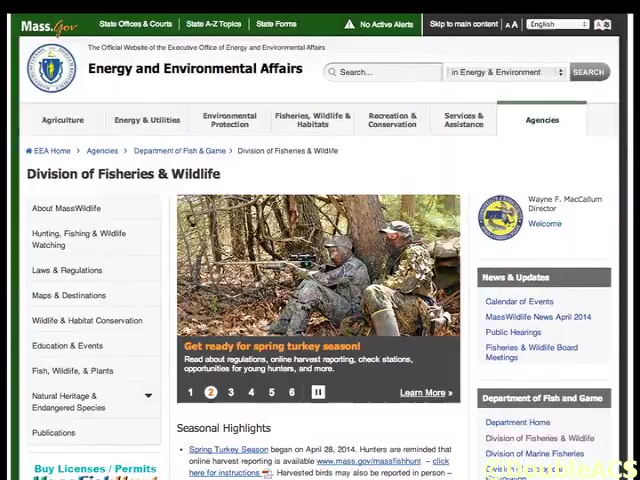 Mass.Gov
State Offices & Courts
State A-Z Topics
State Forms
No Active Alerts
Skip to main content
A A
English
The Official Website of the Executive Office of Energy and Environmental Affairs
Energy and Environmental Affairs
Search...
in Energy & Environment
SEARCH
Agriculture
Energy & Utilities
Environmental
Protection
Fisheries, Wildlife &
Habitats
Recreation &
Conservation
Services &
Assistance
Agencies
EEA Home > Agencies > Department of Fish & Game > Division of Fisheries & Wildlife
Division of Fisheries & Wildlife
About MassWildlife
Hunting, Fishing & Wildlife
Watching
Laws & Regulations
Maps & Destinations
Wildlife & Habitat Conservation
Education & Events
Fish, Wildlife, & Plants
Natural Heritage &
Endangered Species
Publications
Buy Licenses / Permits
Get ready for spring turkey season!
Read about regulations, online harvest reporting, check stations,
opportunities for young hunters, and more.
1 2 3 4 5 6
Learn More »
Seasonal Highlights
Spring Turkey Season began on April 28, 2014. Hunters are reminded that
online harvest reporting is available www.mass.gov/massfishhunt – click
here for instructions. Harvested birds may also be reported in person –
Wayne F. MacCallum
Director
Welcome
News & Updates
Calendar of Events
MassWildlife News April 2014
Public Hearings
Fisheries & Wildlife Board
Meetings
Department of Fish and Game
Department Home
Division of Fisheries & Wildlife
Division of Marine Fisheries